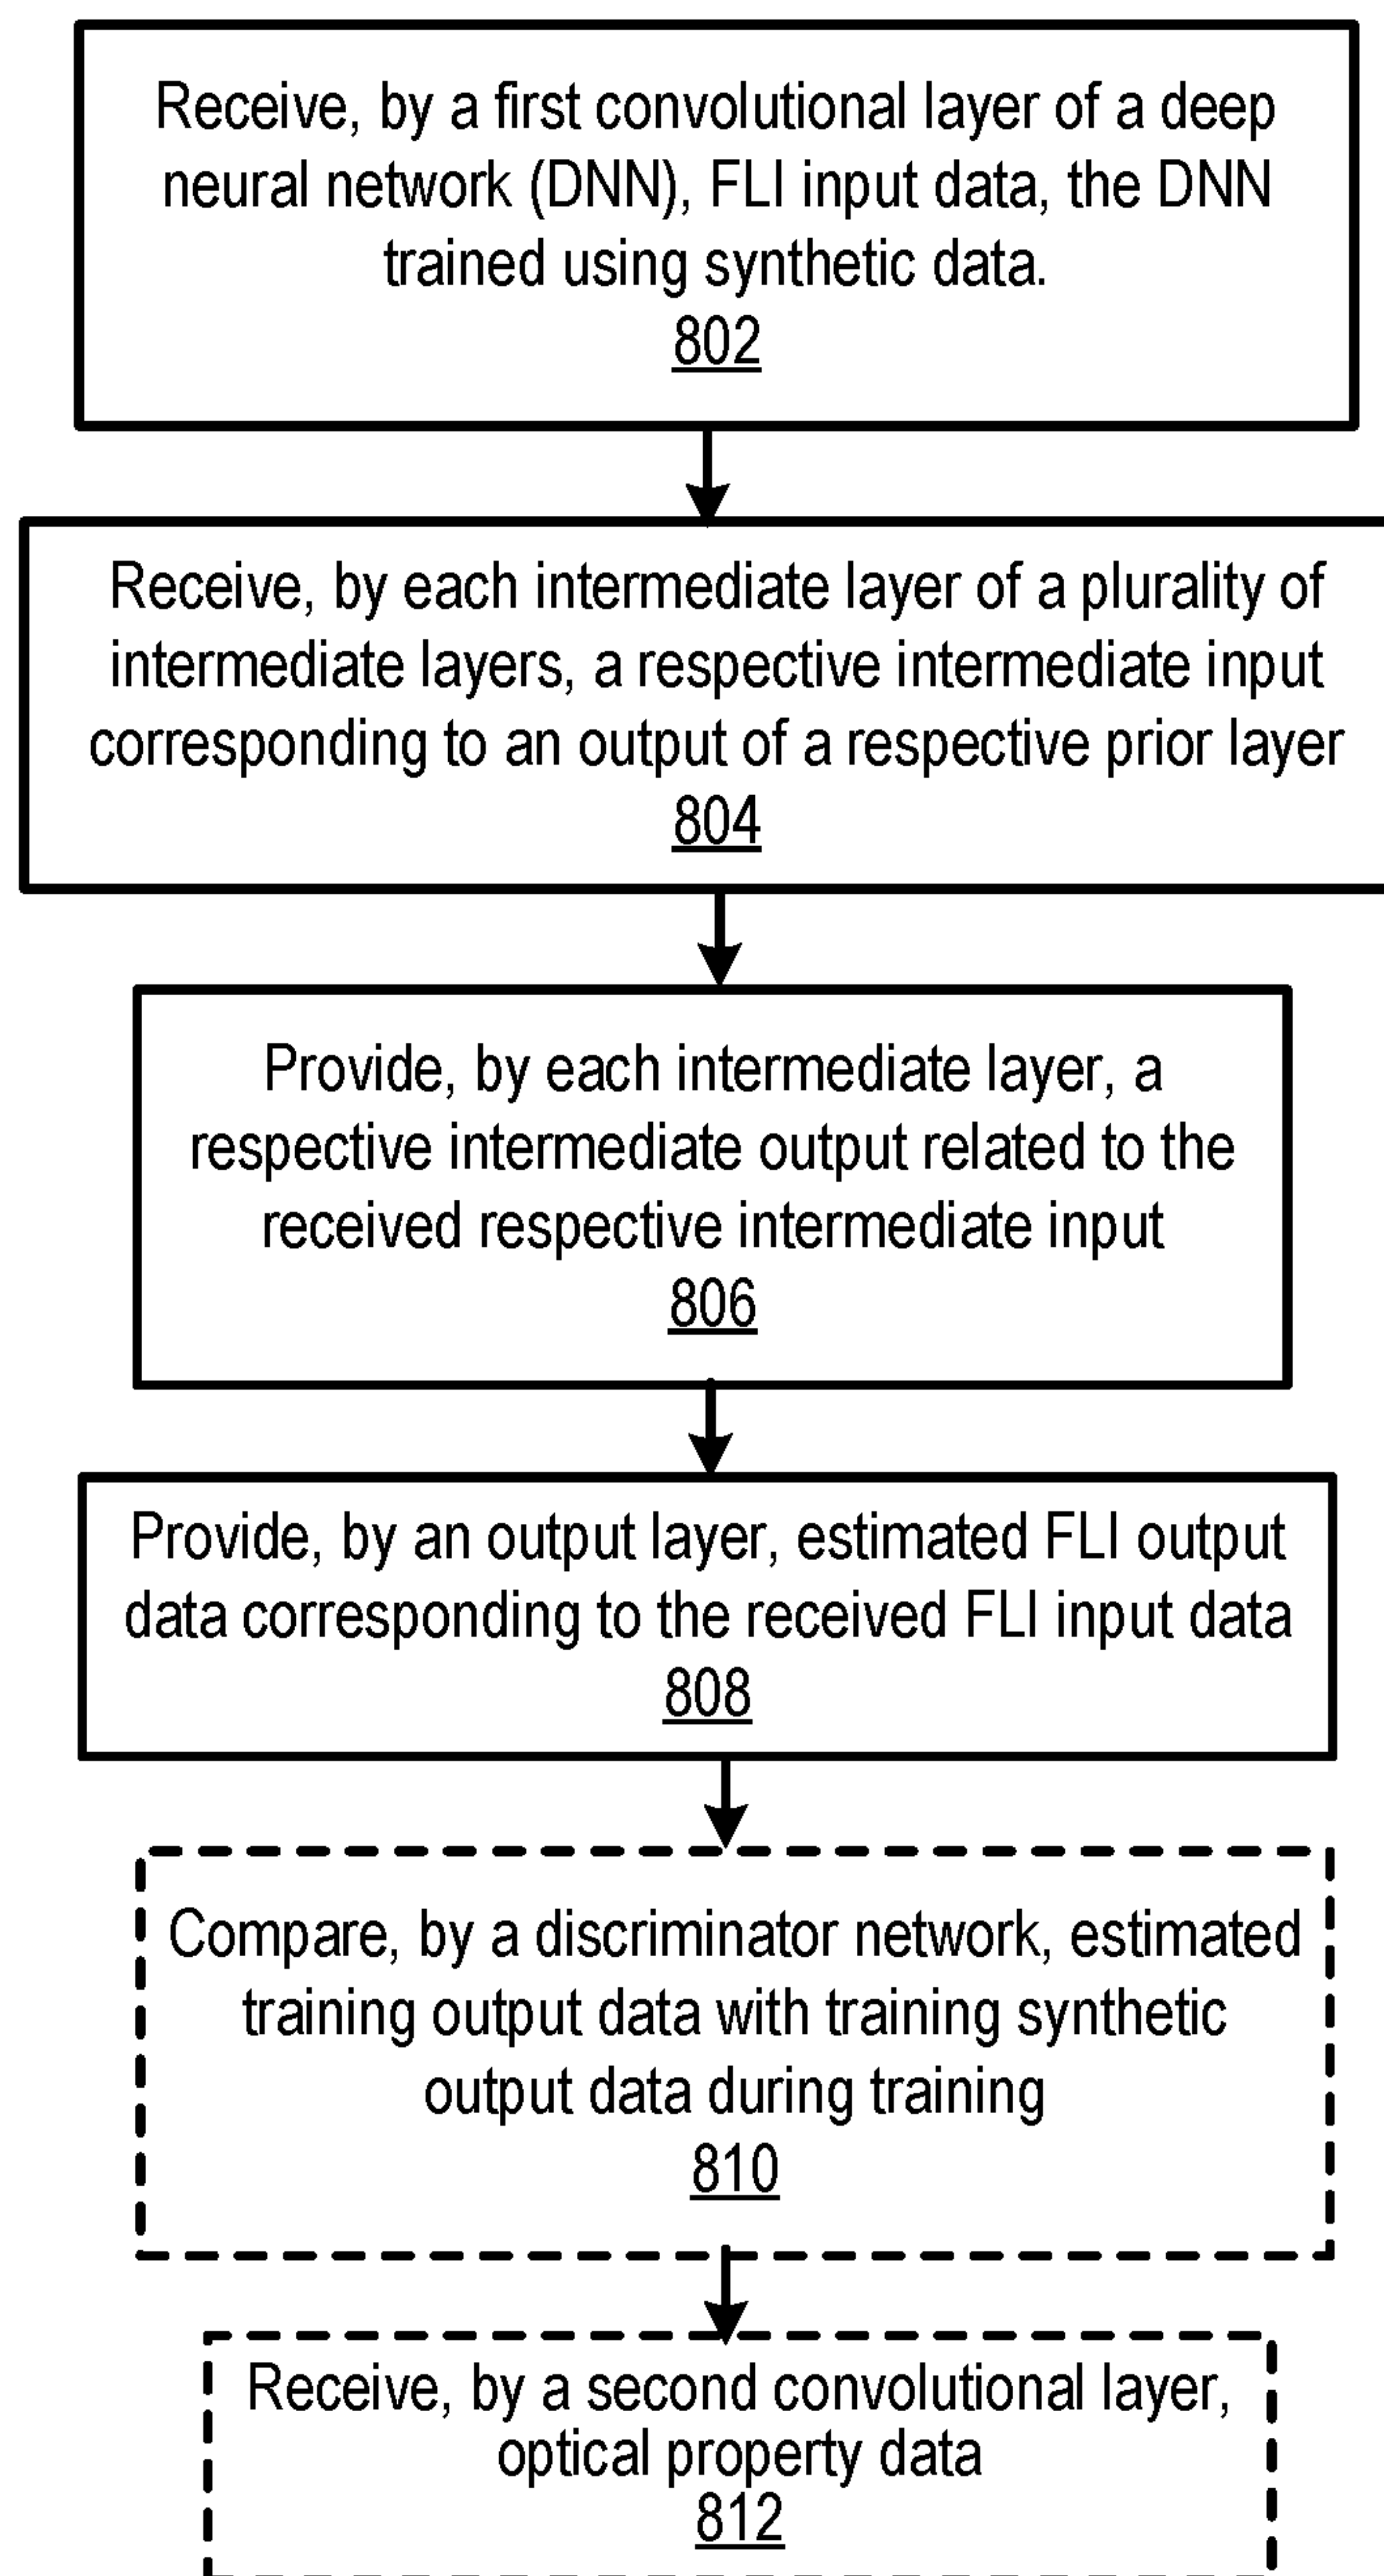 Receive, by a first convolutional layer of a deep
neural network (DNN), FLI input data, the DNN
trained using synthetic data.
802
Receive, by each intermediate layer of a plurality of
intermediate layers, a respective intermediate input
corresponding to an output of a respective prior layer
804
Provide, by each intermediate layer, a
respective intermediate output related to the
received respective intermediate input
806
Provide, by an output layer, estimated FLI output
data corresponding to the received FLI input data
808
Compare, by a discriminator network, estimated
training output data with training synthetic
output data during training
810
Receive, by a second convolutional layer,
optical property data
812